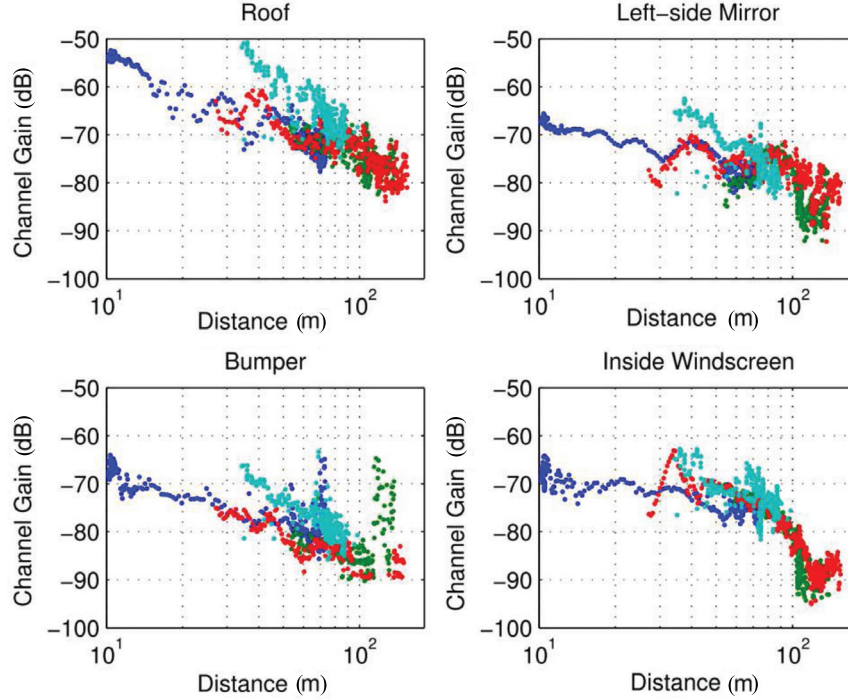 Roof
Left-side Mirror
Channel Gain (dB)
-50
-60
-70
-80
-90
-100
10^1
10^2
Distance (m)
Channel Gain (dB)
-50
-60
-70
-80
-90
-100
10^1
10^2
Distance (m)
Bumper
Inside Windscreen
Channel Gain (dB)
-50
-60
-70
-80
-90
-100
10^1
10^2
Distance (m)
Channel Gain (dB)
-50
-60
-70
-80
-90
-100
10^1
10^2
Distance (m)